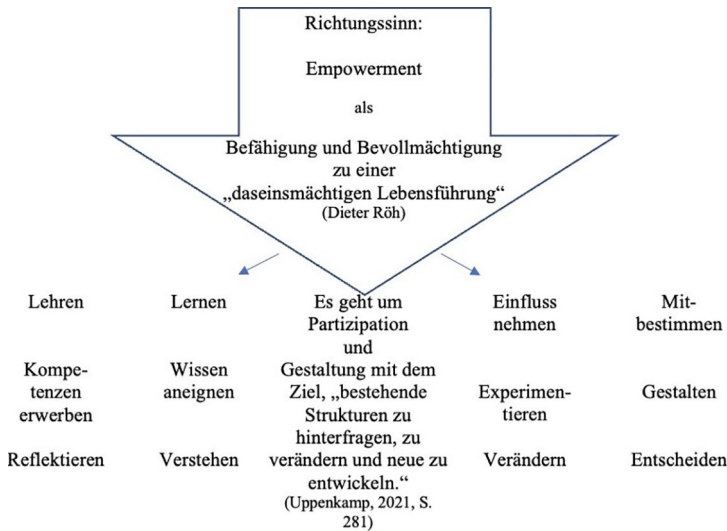 Richtungssinn:
Empowerment
als
Befähigung und Bevollmächtigung
zu einer
„daseinsmächtigen Lebensführung“
(Dieter Röh)
Lehren
Kompe-
tenzen
erwerben
Reflektieren
Lernen
Wissen
aneignen
Verstehen
Es geht um
Partizipation
und
Gestaltung mit dem
Ziel, „bestehende
Strukturen zu
hinterfragen, zu
verändern und neue zu
entwickeln.“
(Uppenkamp, 2021, S.
281)
Einfluss
nehmen
Experimen-
tieren
Verändern
Mit-
bestimmen
Gestalten
Entscheiden